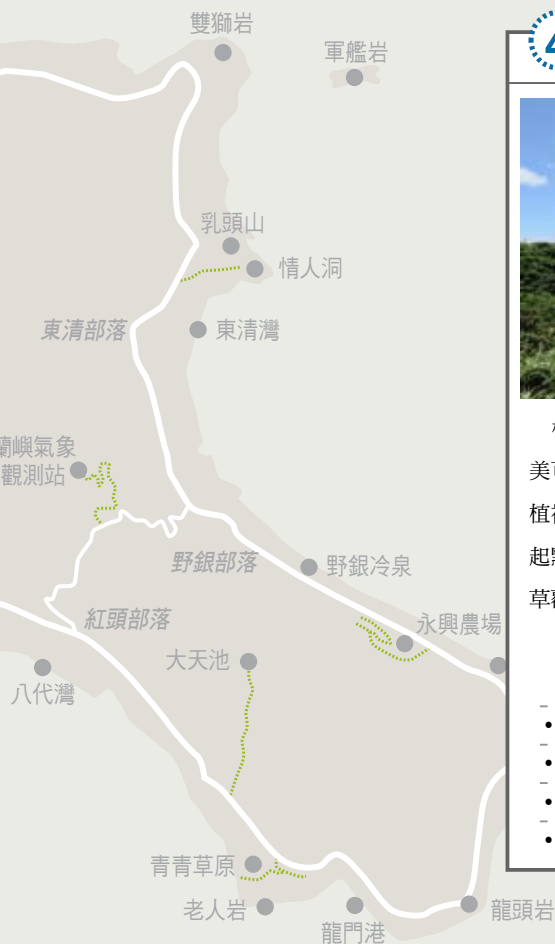 雙獅岩
軍艦岩
乳頭山
情人洞
東清部落
東清灣
蘭嶼氣象
觀測站
野銀部落
野銀冷泉
紅頭部落
永興農場
大天池
八代灣
青青草原
老人岩
龍門港
龍頭岩
美
植
起
草